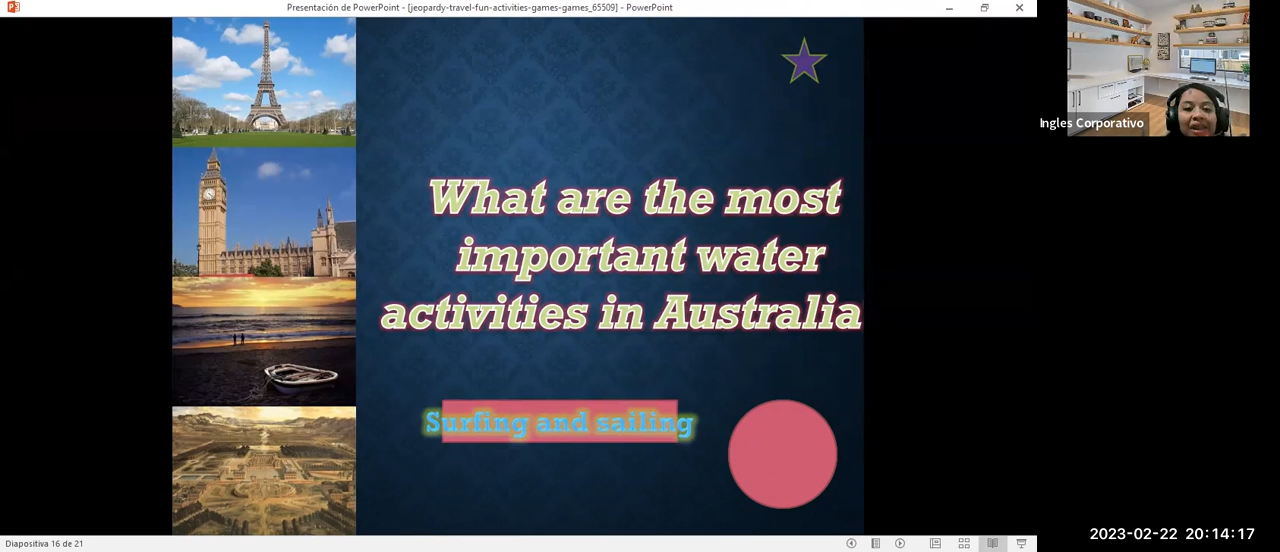 Presentación de PowerPoint - [jeopardy-travel-fun-activities-games-games_65509] - PowerPoint
Ingles Corporativo
What are the most
important water
activities in Australia
Surfing and sailing
2023-02-22 20:14:17
Diapositiva 16 de 21